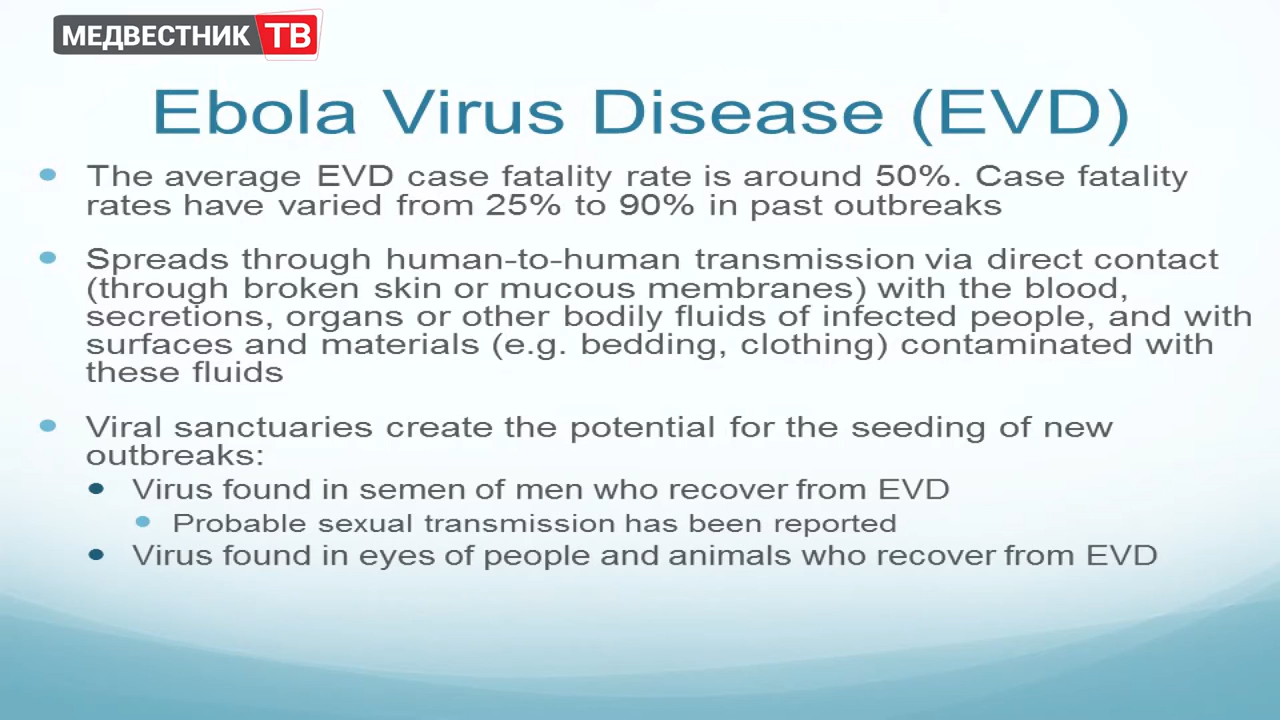 МЕДВЕСТНИК ТВ
Ebola Virus Disease (EVD)
The average EVD case fatality rate is around 50%. Case fatality
rates have varied from 25% to 90% in past outbreaks
Spreads through human-to-human transmission via direct contact
(through broken skin or mucous membranes) with the blood,
secretions, organs or other bodily fluids of infected people, and with
surfaces and materials (e.g. bedding, clothing) contaminated with
these fluids
Viral sanctuaries create the potential for the seeding of new
outbreaks:
Virus found in semen of men who recover from EVD
Probable sexual transmission has been reported
Virus found in eyes of people and animals who recover from EVD